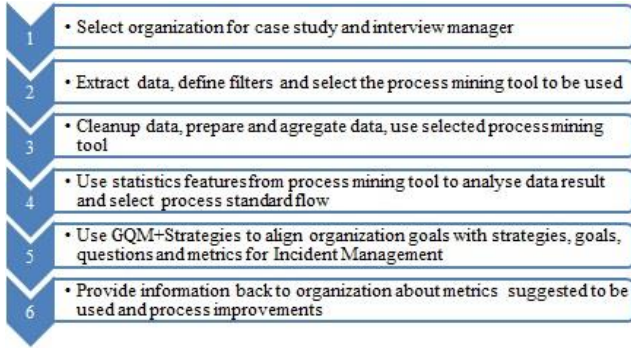 1
• Select organization for case study and interview manager
2
• Extract data, define filters and select the process mining tool to be used
3
• Cleanup data, prepare and agregate data, use selected process mining
tool
4
• Use statistics features from process mining tool to analyse data result
and select process standard flow
5
• Use GQM+Strategies to align organization goals with strategies, goals,
questions and metrics for Incident Management
6
• Provide information back to organization about metrics suggested to be
used and process improvements